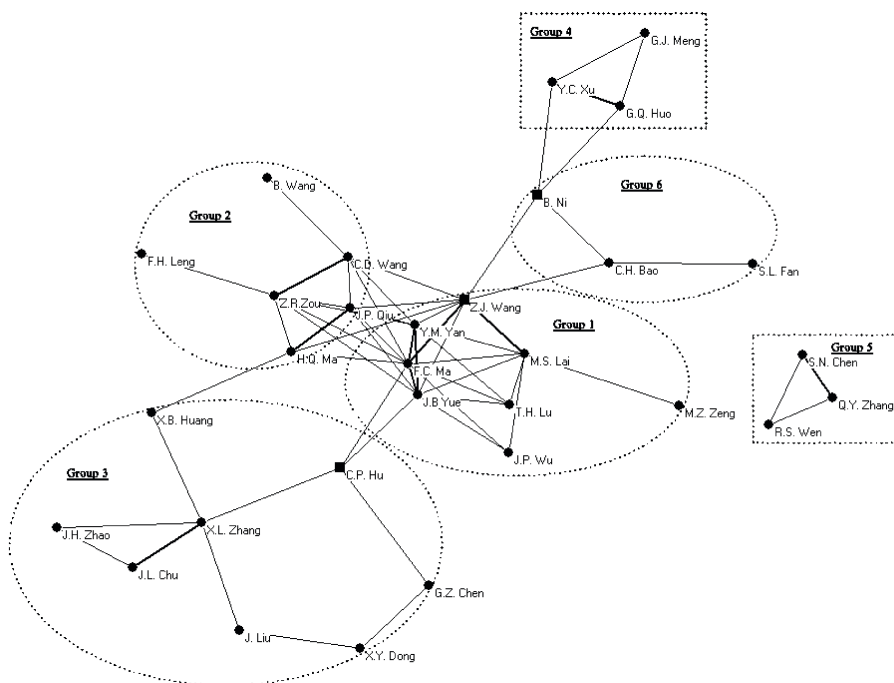 Group 4
G.J. Meng
Y.C. Xu
G.Q. Huo
B. Wang
Group 6
B. Ni
Group 2
F.H. Leng
C.D. Wang
C.H. Bao
S.L. Fan
Z.R.Zou
Z.J. Wang
J.P. Qiu
Y.M. Yan
Group 1
Group 5
H.Q. Ma
F.C. Ma
M.S. Lai
S.N. Chen
J.B Yue
T.H. Lu
M.Z. Zeng
Q.Y. Zhang
X.B. Huang
R.S. Wen
J.P. Wu
Group 3
C.P. Hu
J.H. Zhao
X.L. Zhang
J.L. Chu
G.Z. Chen
J. Liu
X.Y. Dong